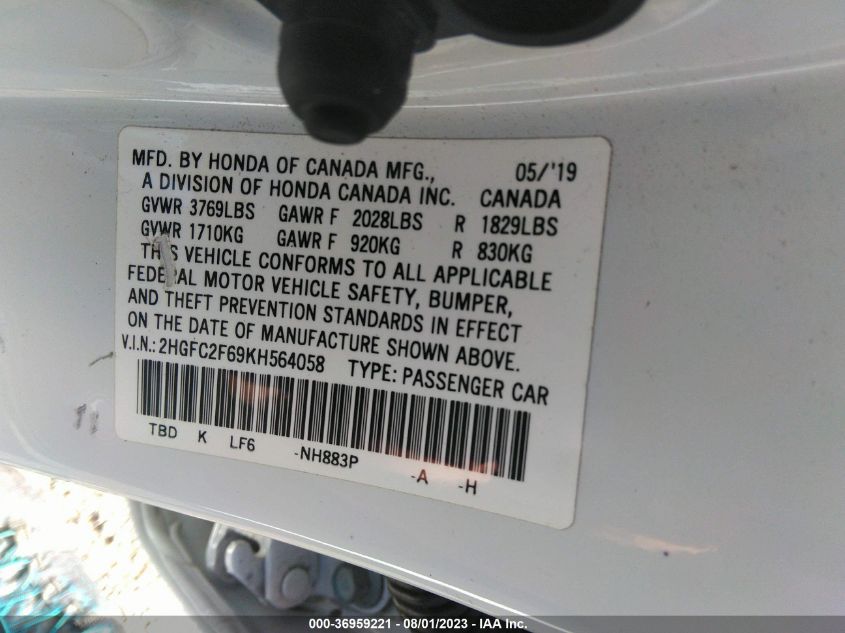 MFD. BY HONDA OF CANADA MFG., 05/'19
A DIVISION OF HONDA CANADA INC. CANADA
GVWR 3769LBS GAWR F 2028LBS R 1829LBS
GVWR 1710KG GAWR F 920KG R 830KG
THIS VEHICLE CONFORMS TO ALL APPLICABLE
FEDERAL MOTOR VEHICLE SAFETY, BUMPER,
AND THEFT PREVENTION STANDARDS IN EFFECT
ON THE DATE OF MANUFACTURE SHOWN ABOVE.
V.I.N.: 2HGFC2F69KH564058 TYPE: PASSENGER CAR
TBD K LF6 -NH883P -A -H
000-36959221 - 08/01/2023 - IAA Inc.